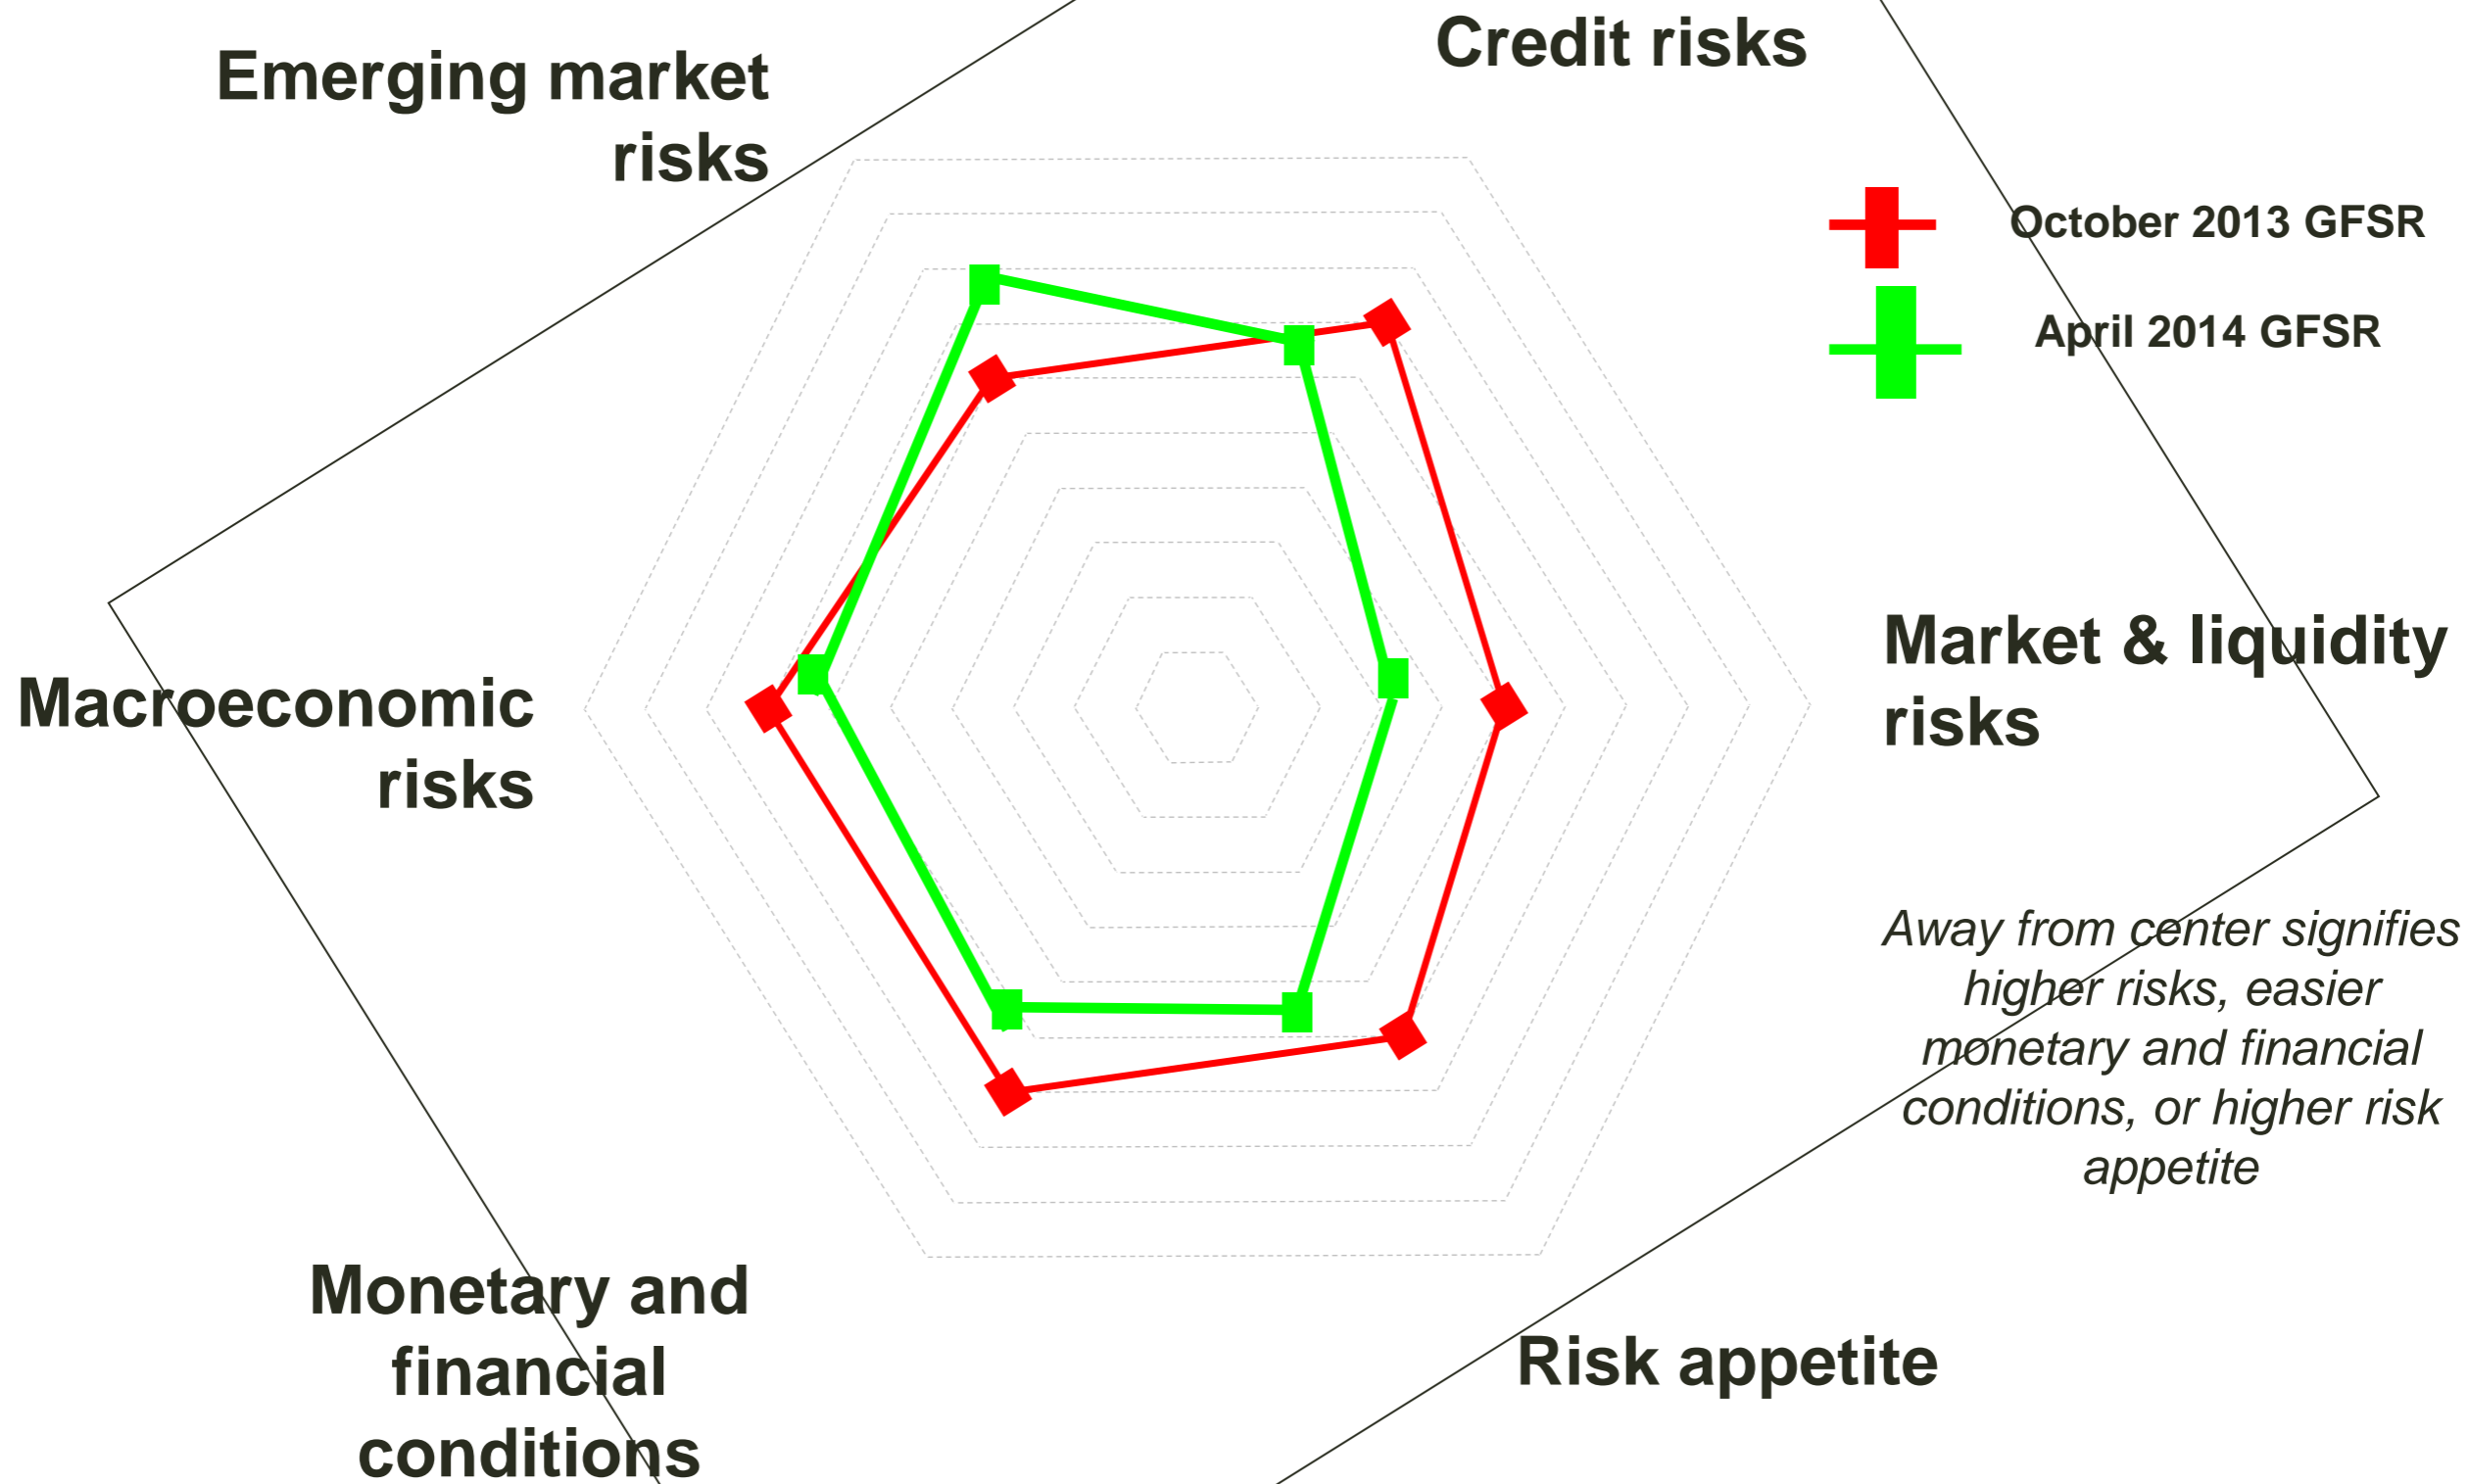 Credit risks
Emerging market
risks
October 2013 GFSR
April 2014 GFSR
Market & liquidity
risks
Macroeconomic
risks
Away from center signifies
higher risks, easier
monetary and financial
conditions, or higher risk
appetite
Monetary and
financial
conditions
Risk appetite